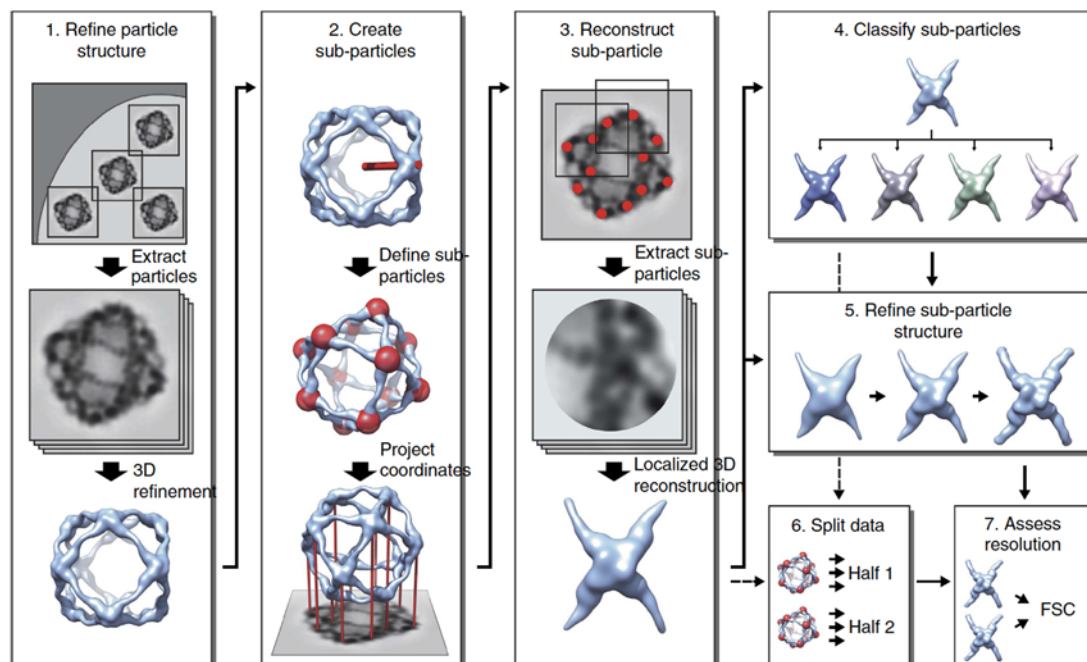 1. Refine particle
structure
Extract
particles
3D
refinement
2. Create
sub-particles
Define sub-
particles
Project
coordinates
3. Reconstruct
sub-particle
Extract sub-
particles
Localized 3D
reconstruction
4. Classify sub-particles
5. Refine sub-particle
structure
6. Split data
Half 1
Half 2
7. Assess
resolution
FSC